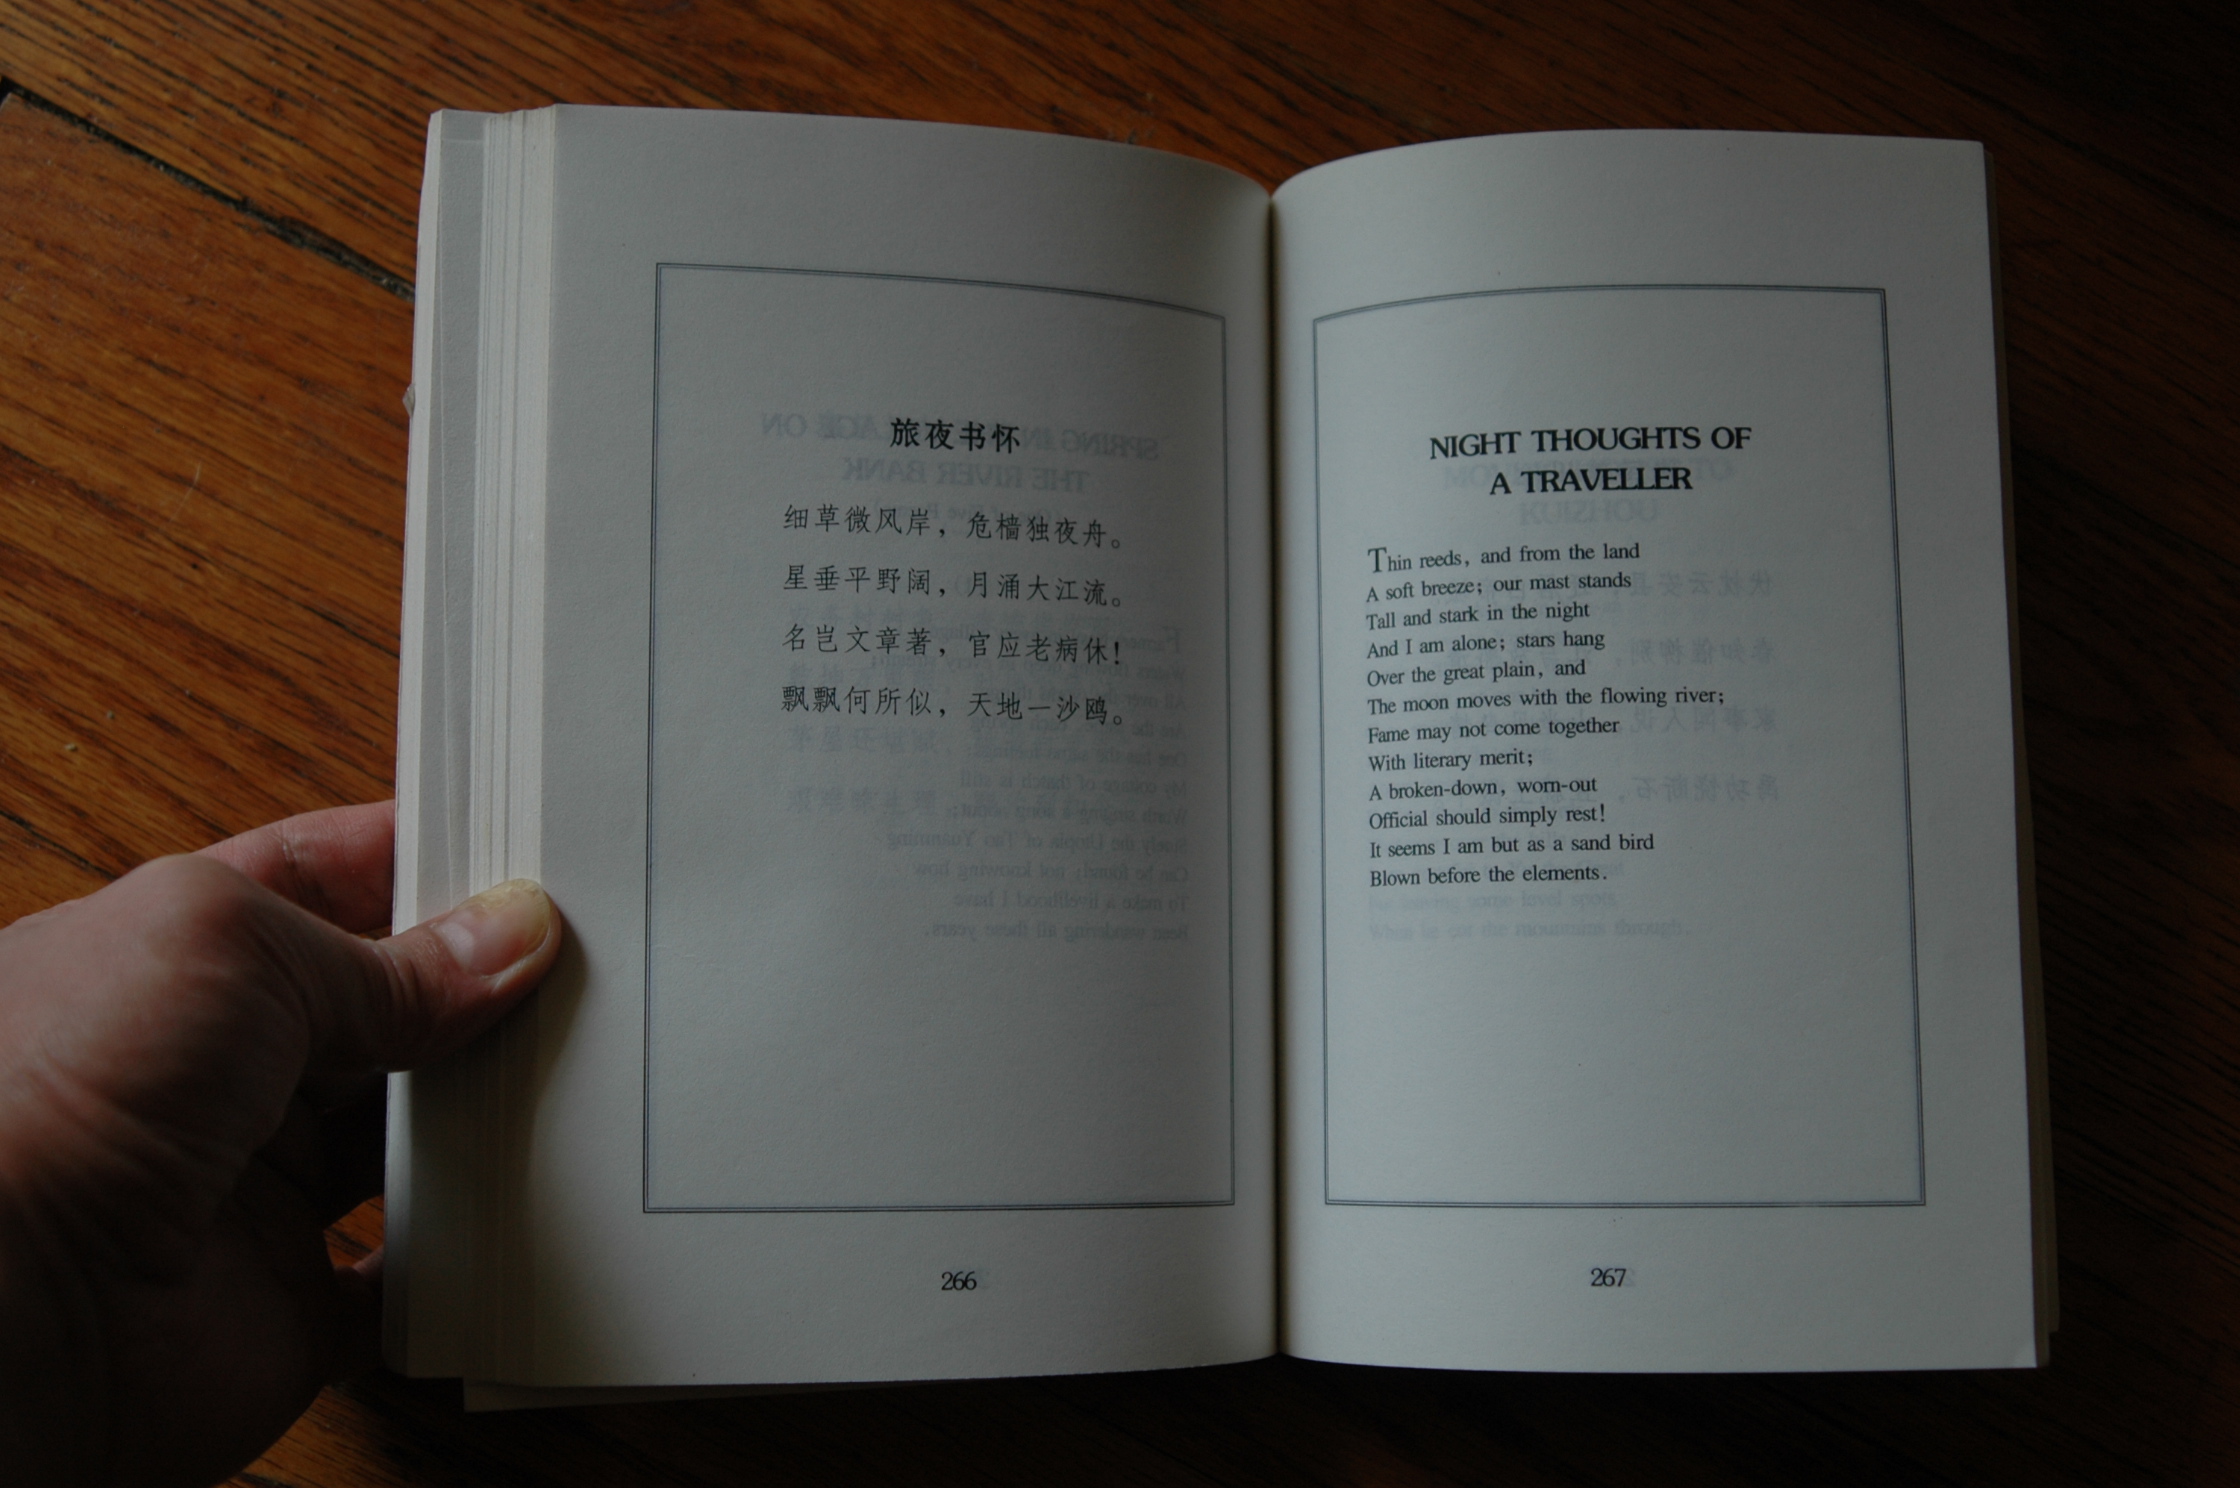 旅夜书怀
细草微风岸，危樯独夜舟。
星垂平野阔，月涌大江流。
名岂文章著，官应老病休！
飘飘何所似，天地一沙鸥。
266
NIGHT THOUGHTS OF
A TRAVELLER
Thin reeds, and from the land
A soft breeze; our mast stands
Tall and stark in the night
And I am alone; stars hang
Over the great plain, and
The moon moves with the flowing river;
Fame may not come together
With literary merit;
A broken-down, worn-out
Official should simply rest!
It seems I am but as a sand bird
Blown before the elements.
267